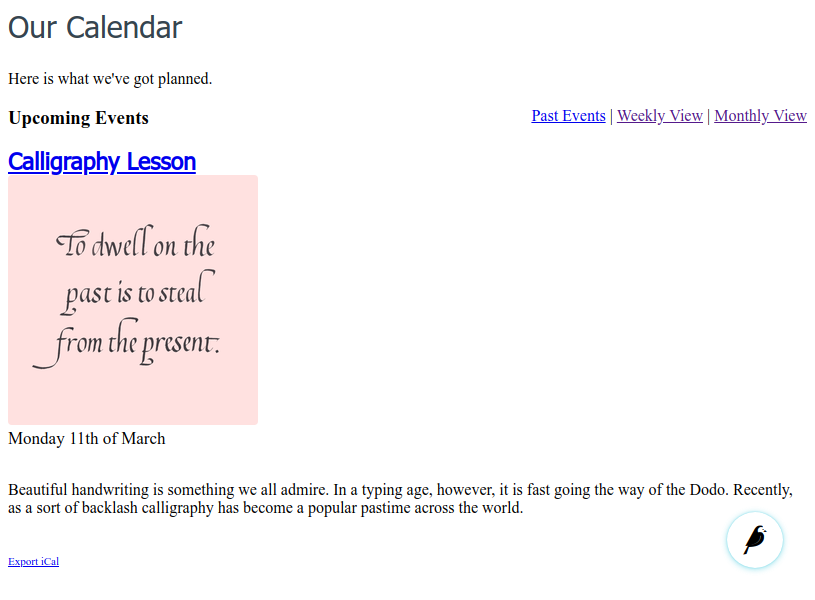 Our Calendar
Here is what we've got planned.
Upcoming Events
Past Events | Weekly View | Monthly View
Calligraphy Lesson
To dwell on the
past is to steal
from the present.
Monday 11th of March
Beautiful handwriting is something we all admire. In a typing age, however, it is fast going the way of the Dodo. Recently,
as a sort of backlash calligraphy has become a popular pastime across the world.
Export iCal